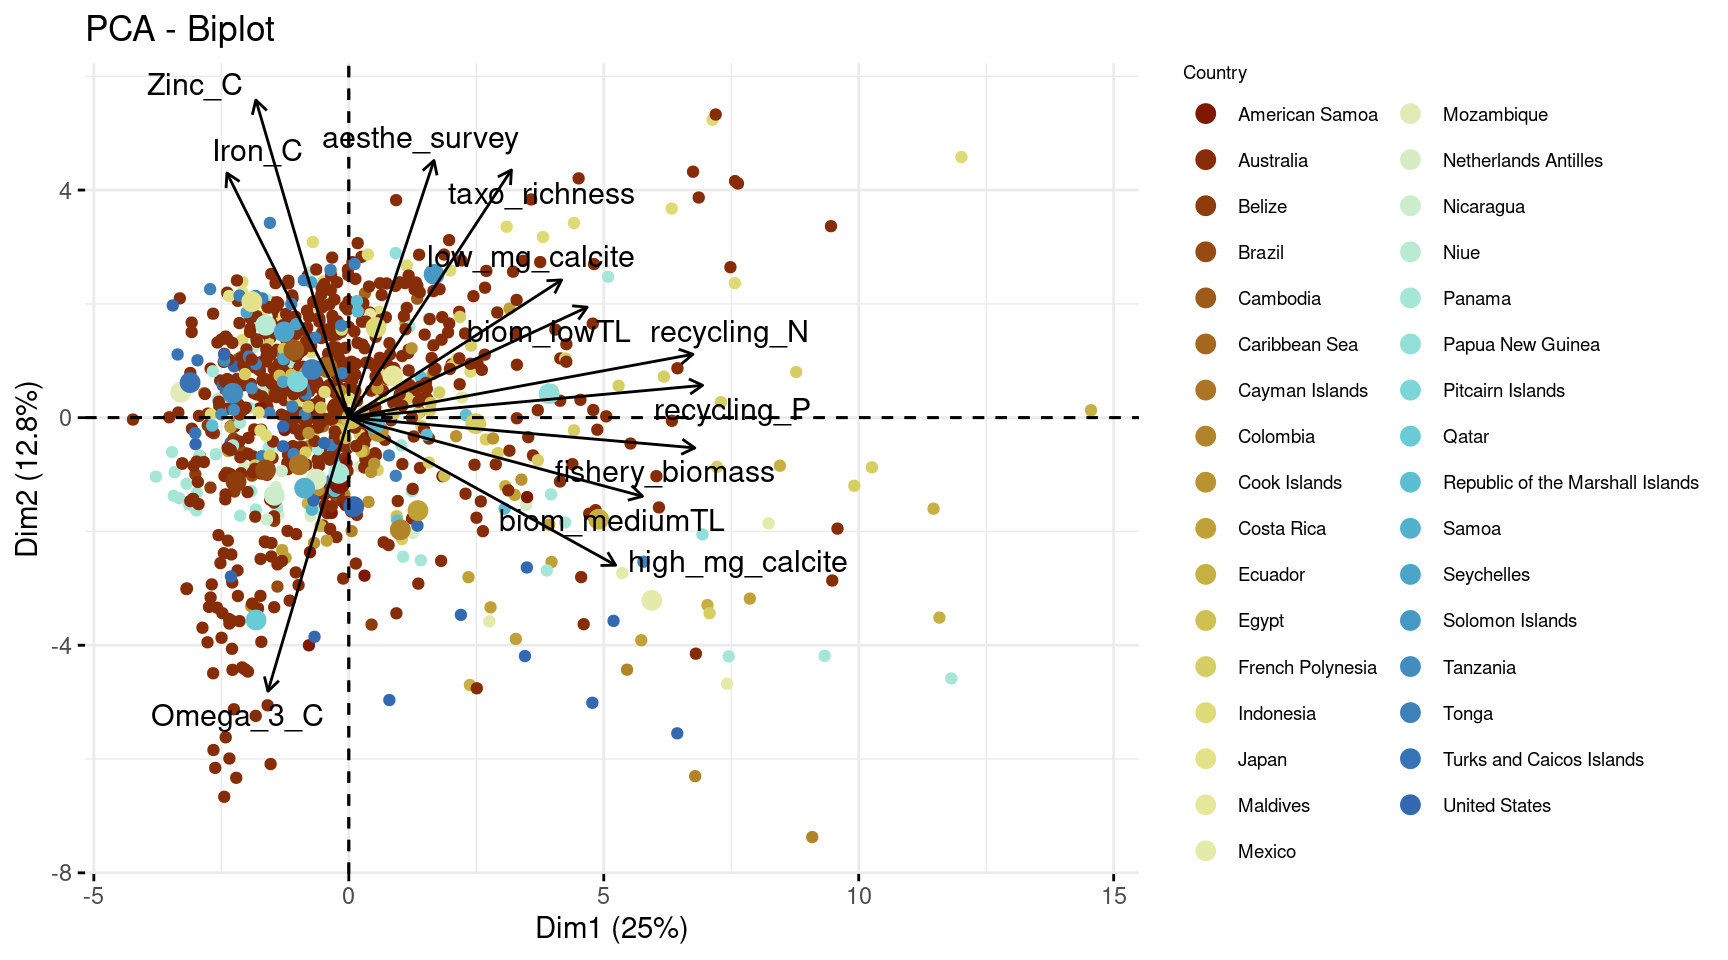 PCA - Biplot
Zinc_C
Iron_C
aesthe_survey
taxo_richness
low_mg_calcite
biom_lowTL
recycling_N
recycling_P
fishery_biomass
biom_mediumTL
high_mg_calcite
Omega_3_C
4
0
-4
-8
Dim2 (12.8%)
-5
0
5
10
15
Dim1 (25%)
Country
American Samoa
Australia
Belize
Brazil
Cambodia
Caribbean Sea
Cayman Islands
Colombia
Cook Islands
Costa Rica
Ecuador
Egypt
French Polynesia
Indonesia
Japan
Maldives
Mexico
Mozambique
Netherlands Antilles
Nicaragua
Niue
Panama
Papua New Guinea
Pitcairn Islands
Qatar
Republic of the Marshall Islands
Samoa
Seychelles
Solomon Islands
Tanzania
Tonga
Turks and Caicos Islands
United States